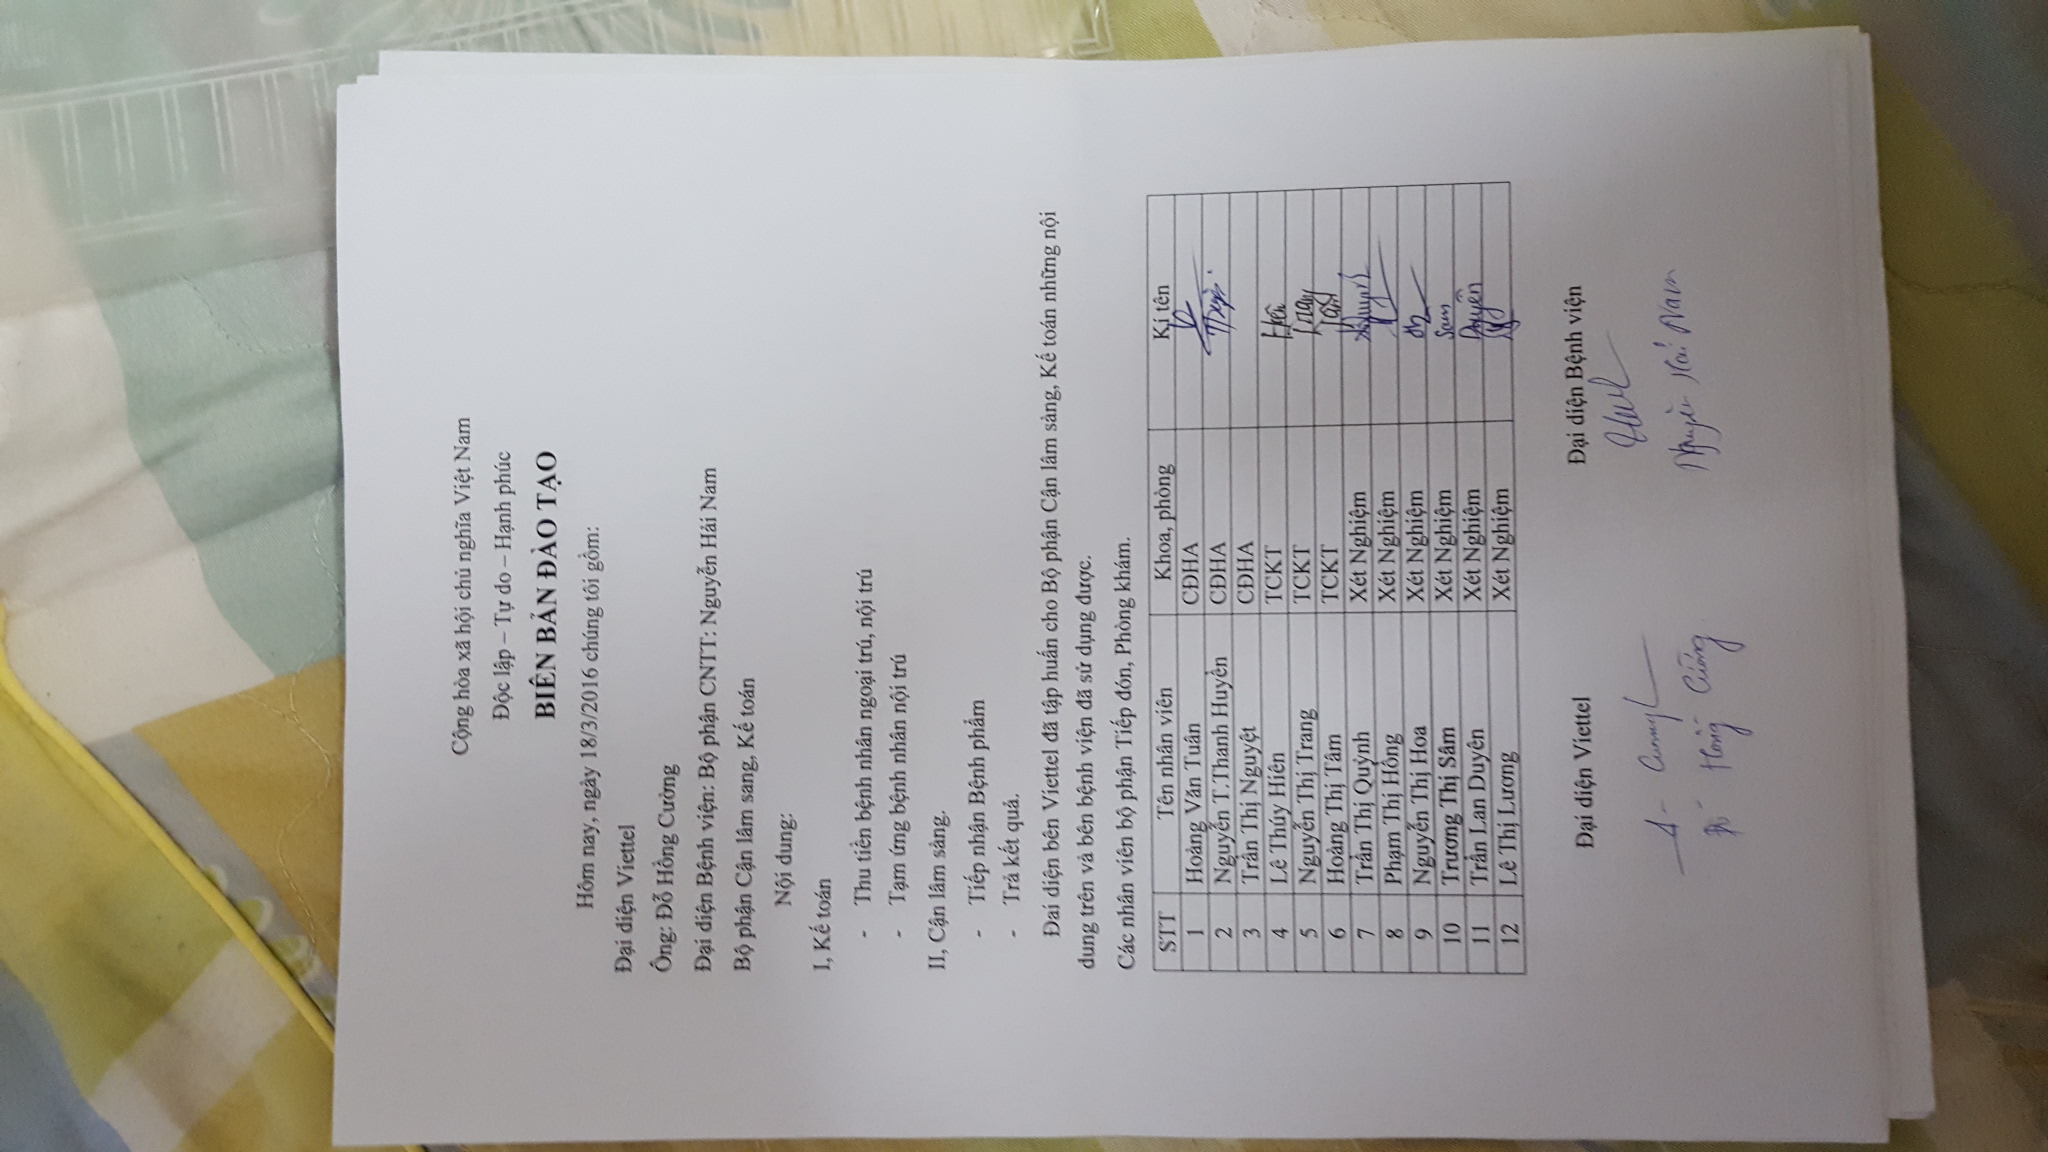 Cộng hòa xã hội chủ nghĩa Việt Nam
Độc lập – Tự do – Hạnh phúc
BIÊN BẢN ĐÀO TẠO
Hôm nay, ngày 18/3/2016 chúng tôi gồm:
Đại diện Viettel
Ông: Đỗ Hồng Cường
Đại diện Bệnh viện: Bộ phận CNTT: Nguyễn Hải Nam
Bộ phận Cận lâm sang, Kế toán
Nội dung:
I, Kế toán
- Thu tiền bệnh nhân ngoại trú, nội trú
- Tạm ứng bệnh nhân nội trú
II, Cận lâm sàng.
- Tiếp nhận Bệnh phẩm
- Trả kết quả.
Đai diện bên Viettel đã tập huấn cho Bộ phận Cận lâm sàng, Kế toán những nội
dung trên và bên bệnh viện đã sử dụng được.
Các nhân viên bộ phận Tiếp đón, Phòng khám.
STT Tên nhân viên Khoa, phòng Kí tên
1 Hoàng Văn Tuân CĐHA
2 Nguyễn T.Thanh Huyền CĐHA
3 Trần Thị Nguyệt CĐHA
4 Lê Thúy Hiên TCKT Hiên
5 Nguyễn Thị Trang TCKT Trang
6 Hoàng Thị Tâm TCKT Tâm
7 Trần Thị Quỳnh Xét Nghiệm
8 Phạm Thị Hồng Xét Nghiệm
9 Nguyễn Thị Hoa Xét Nghiệm
10 Trương Thị Sâm Xét Nghiệm Sam
11 Trần Lan Duyên Xét Nghiệm Duyên
12 Lê Thị Lương Xét Nghiệm
Đại diện Viettel Đại diện Bệnh viện
Đỗ Hồng Cường Nguyễn Hải Nam